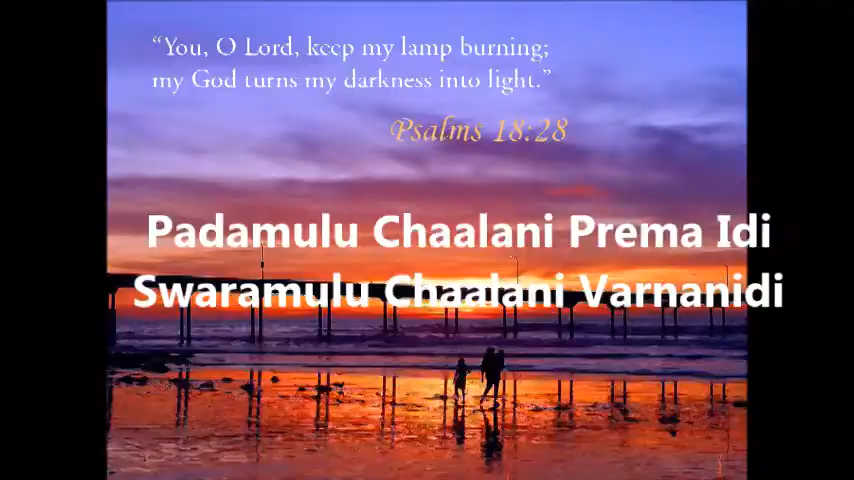 “You, O Lord, keep my lamp burning;
my God turns my darkness into light.”
Psalms 18:28
Padamulu Chaalani Prema Idi
Swaramulu Chaalani Varnanidi